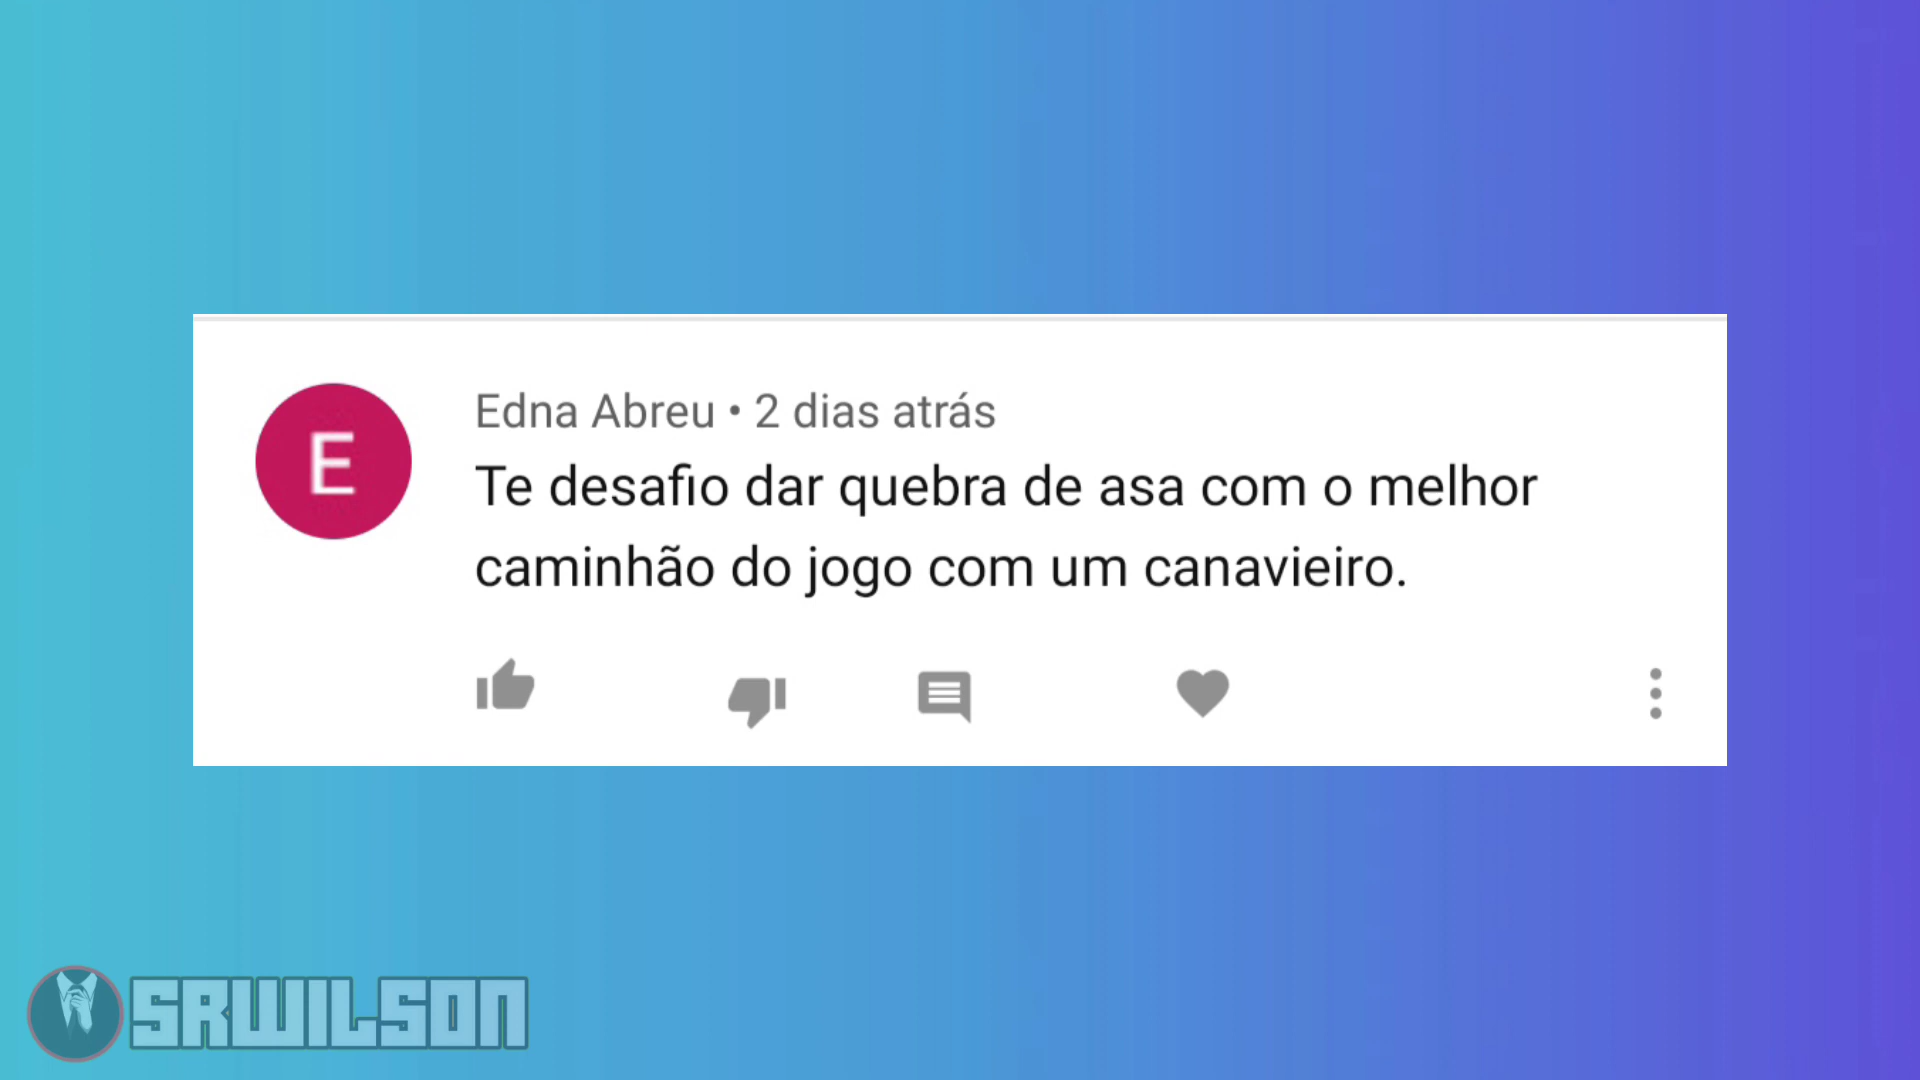 E
Edna Abreu • 2 dias atrás
Te desafio dar quebra de asa com o melhor
caminhão do jogo com um canavieiro.
SRWILSON